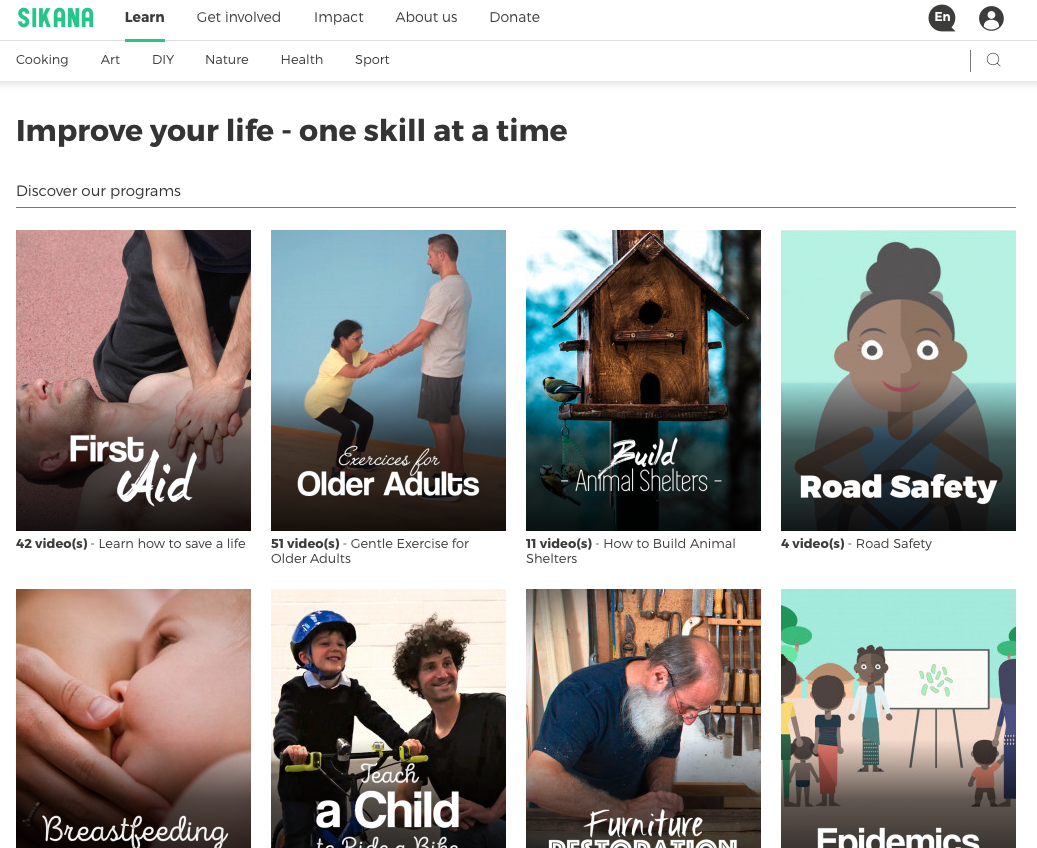 SIKANA Learn Get involved Impact About us Donate En
Cooking Art DIY Nature Health Sport
Improve your life - one skill at a time
Discover our programs
First
Aid
Exercices for
Older Adults
Build
- Animal Shelters -
Road Safety
42 video(s) - Learn how to save a life
51 video(s) - Gentle Exercise for
Older Adults
11 video(s) - How to Build Animal
Shelters
4 video(s) - Road Safety
Breastfeeding
Teach
a Child
to Ride a Bike
Furniture
RESTORATION
Epidemics